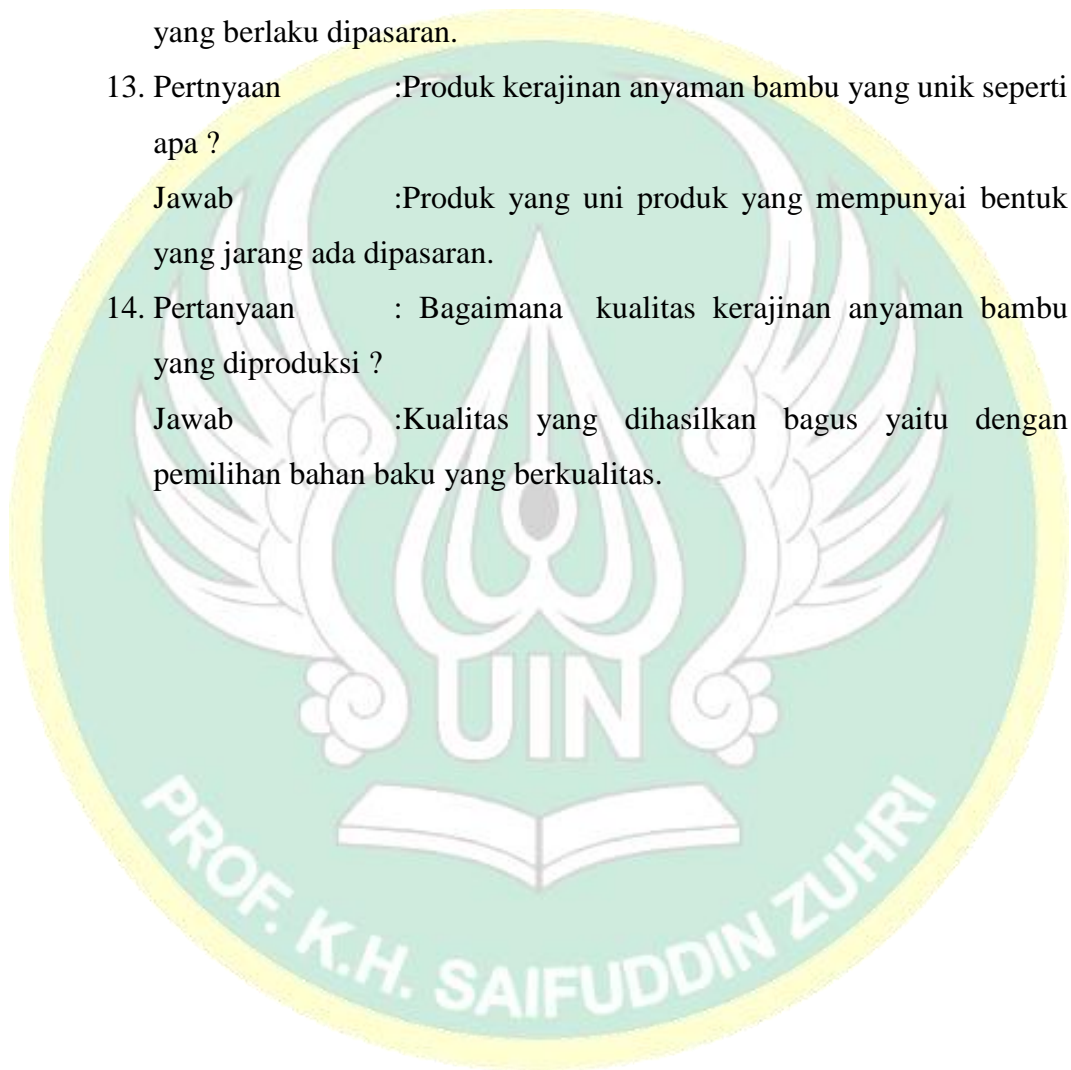 yang berlaku dipasaran.
13. Pertnyaan :Produk kerajinan anyaman bambu yang unik seperti
apa ?
Jawab :Produk yang uni produk yang mempunyai bentuk
yang jarang ada dipasaran.
14. Pertanyaan : Bagaimana kualitas kerajinan anyaman bambu
yang diproduksi ?
Jawab :Kualitas yang dihasilkan bagus yaitu dengan
pemilihan bahan baku yang berkualitas.
UIN
PROF. K.H. SAIFUDDIN ZUHRI